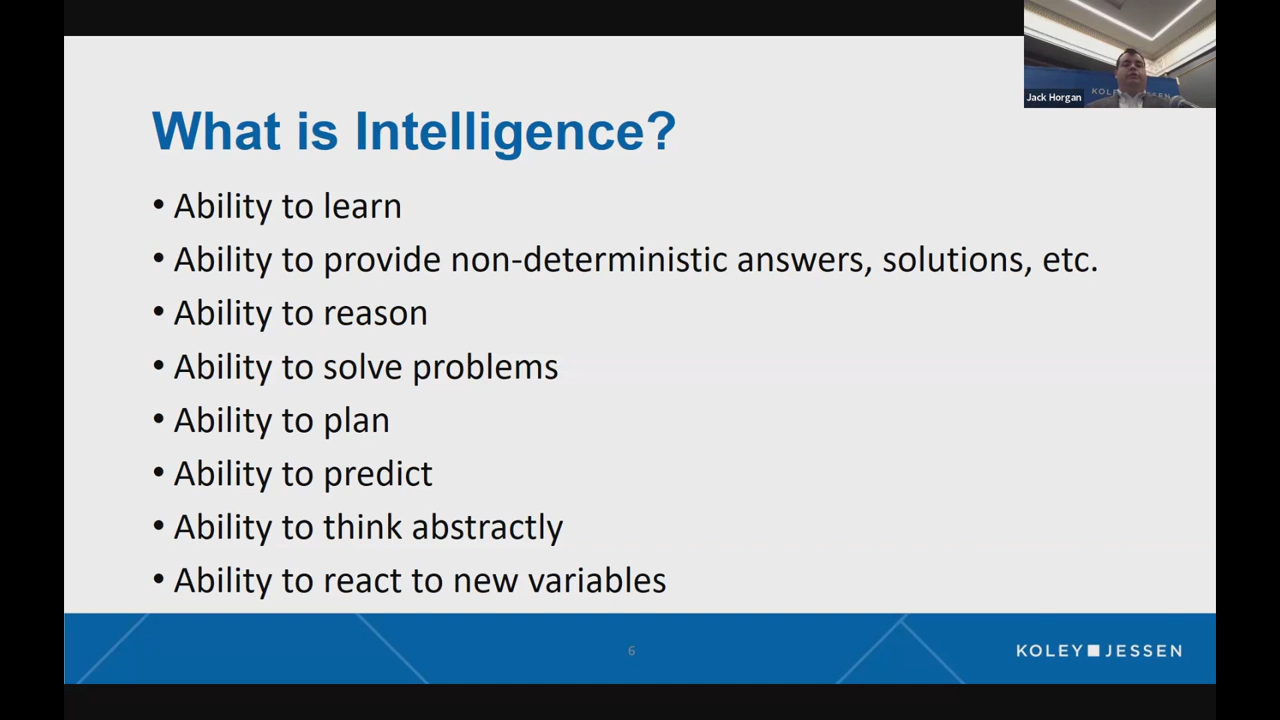 KOLEY JESSEN
Jack Horgan
What is Intelligence?
• Ability to learn
• Ability to provide non-deterministic answers, solutions, etc.
• Ability to reason
• Ability to solve problems
• Ability to plan
• Ability to predict
• Ability to think abstractly
• Ability to react to new variables
6
KOLEY JESSEN